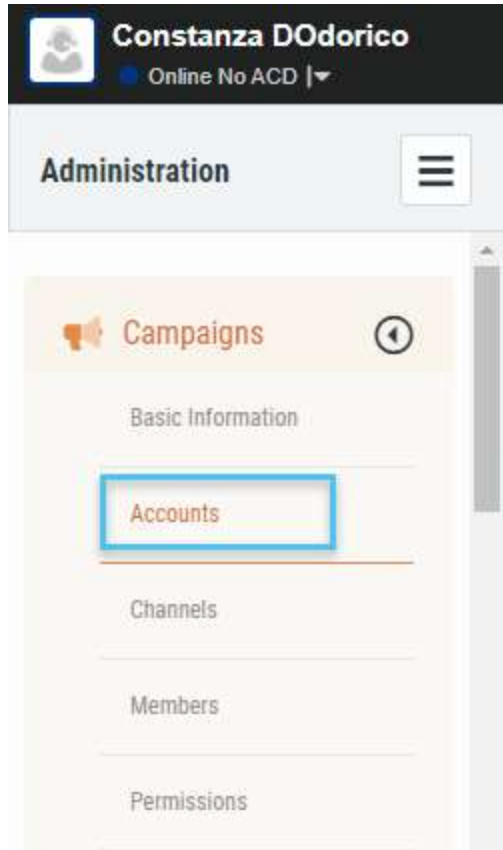 Constanza DOdorico
Online No ACD
Administration
Campaigns
Basic Information
Accounts
Channels
Members
Permissions